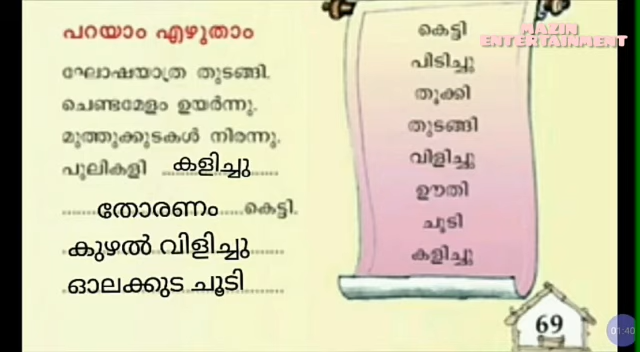 പറയാം എഴുതാം
ഘോഷയാത്ര തുടങ്ങി.
ചെണ്ടമേളം ഉയർന്നു.
മുത്തുക്കുടകൾ നിരന്നു.
പുലികളി കളിച്ചു
തോരണം കെട്ടി.
കുഴൽ വിളിച്ചു
ഓലക്കുട ചൂടി
കെട്ടി
പിടിച്ചു
തൂക്കി
തുടങ്ങി
വിളിച്ചു
ഊതി
ചൂടി
കളിച്ചു
MAZIN
ENTERTAINMENT
69
01:40